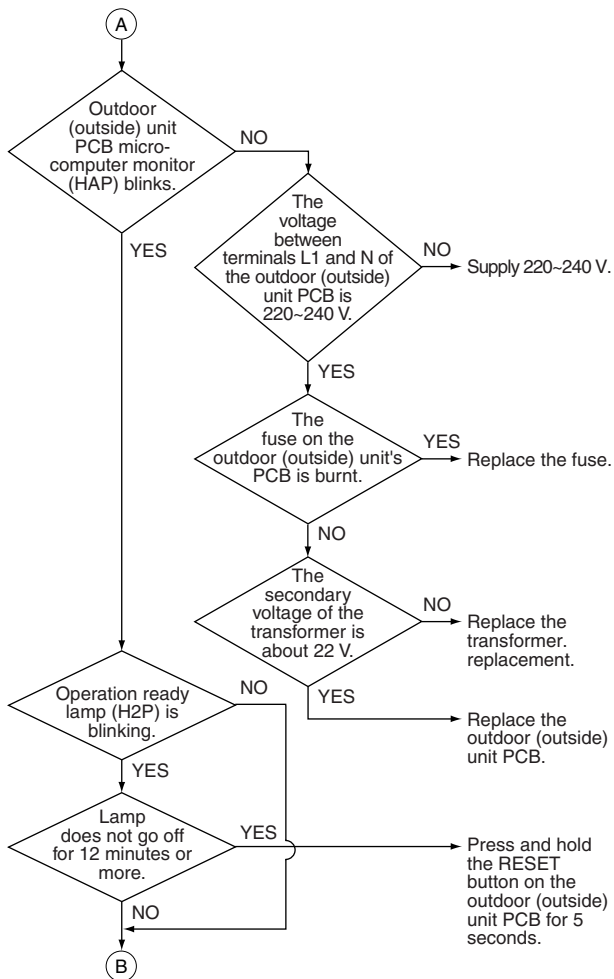 A
Outdoor
(outside) unit
PCB micro-
computer monitor
(HAP) blinks.
NO
YES
The
voltage
between
terminals L1 and N of
the outdoor (outside)
unit PCB is
220~240 V.
NO
Supply 220~240 V.
YES
The
fuse on the
outdoor (outside) unit's
PCB is burnt.
YES
Replace the fuse.
NO
The
secondary
voltage of the
transformer is
about 22 V.
NO
Replace the
transformer.
replacement.
YES
Replace the
outdoor (outside)
unit PCB.
Operation ready
lamp (H2P) is
blinking.
NO
YES
Lamp
does not go off
for 12 minutes or
more.
YES
Press and hold
the RESET
button on the
outdoor (outside)
unit PCB for 5
seconds.
NO
B